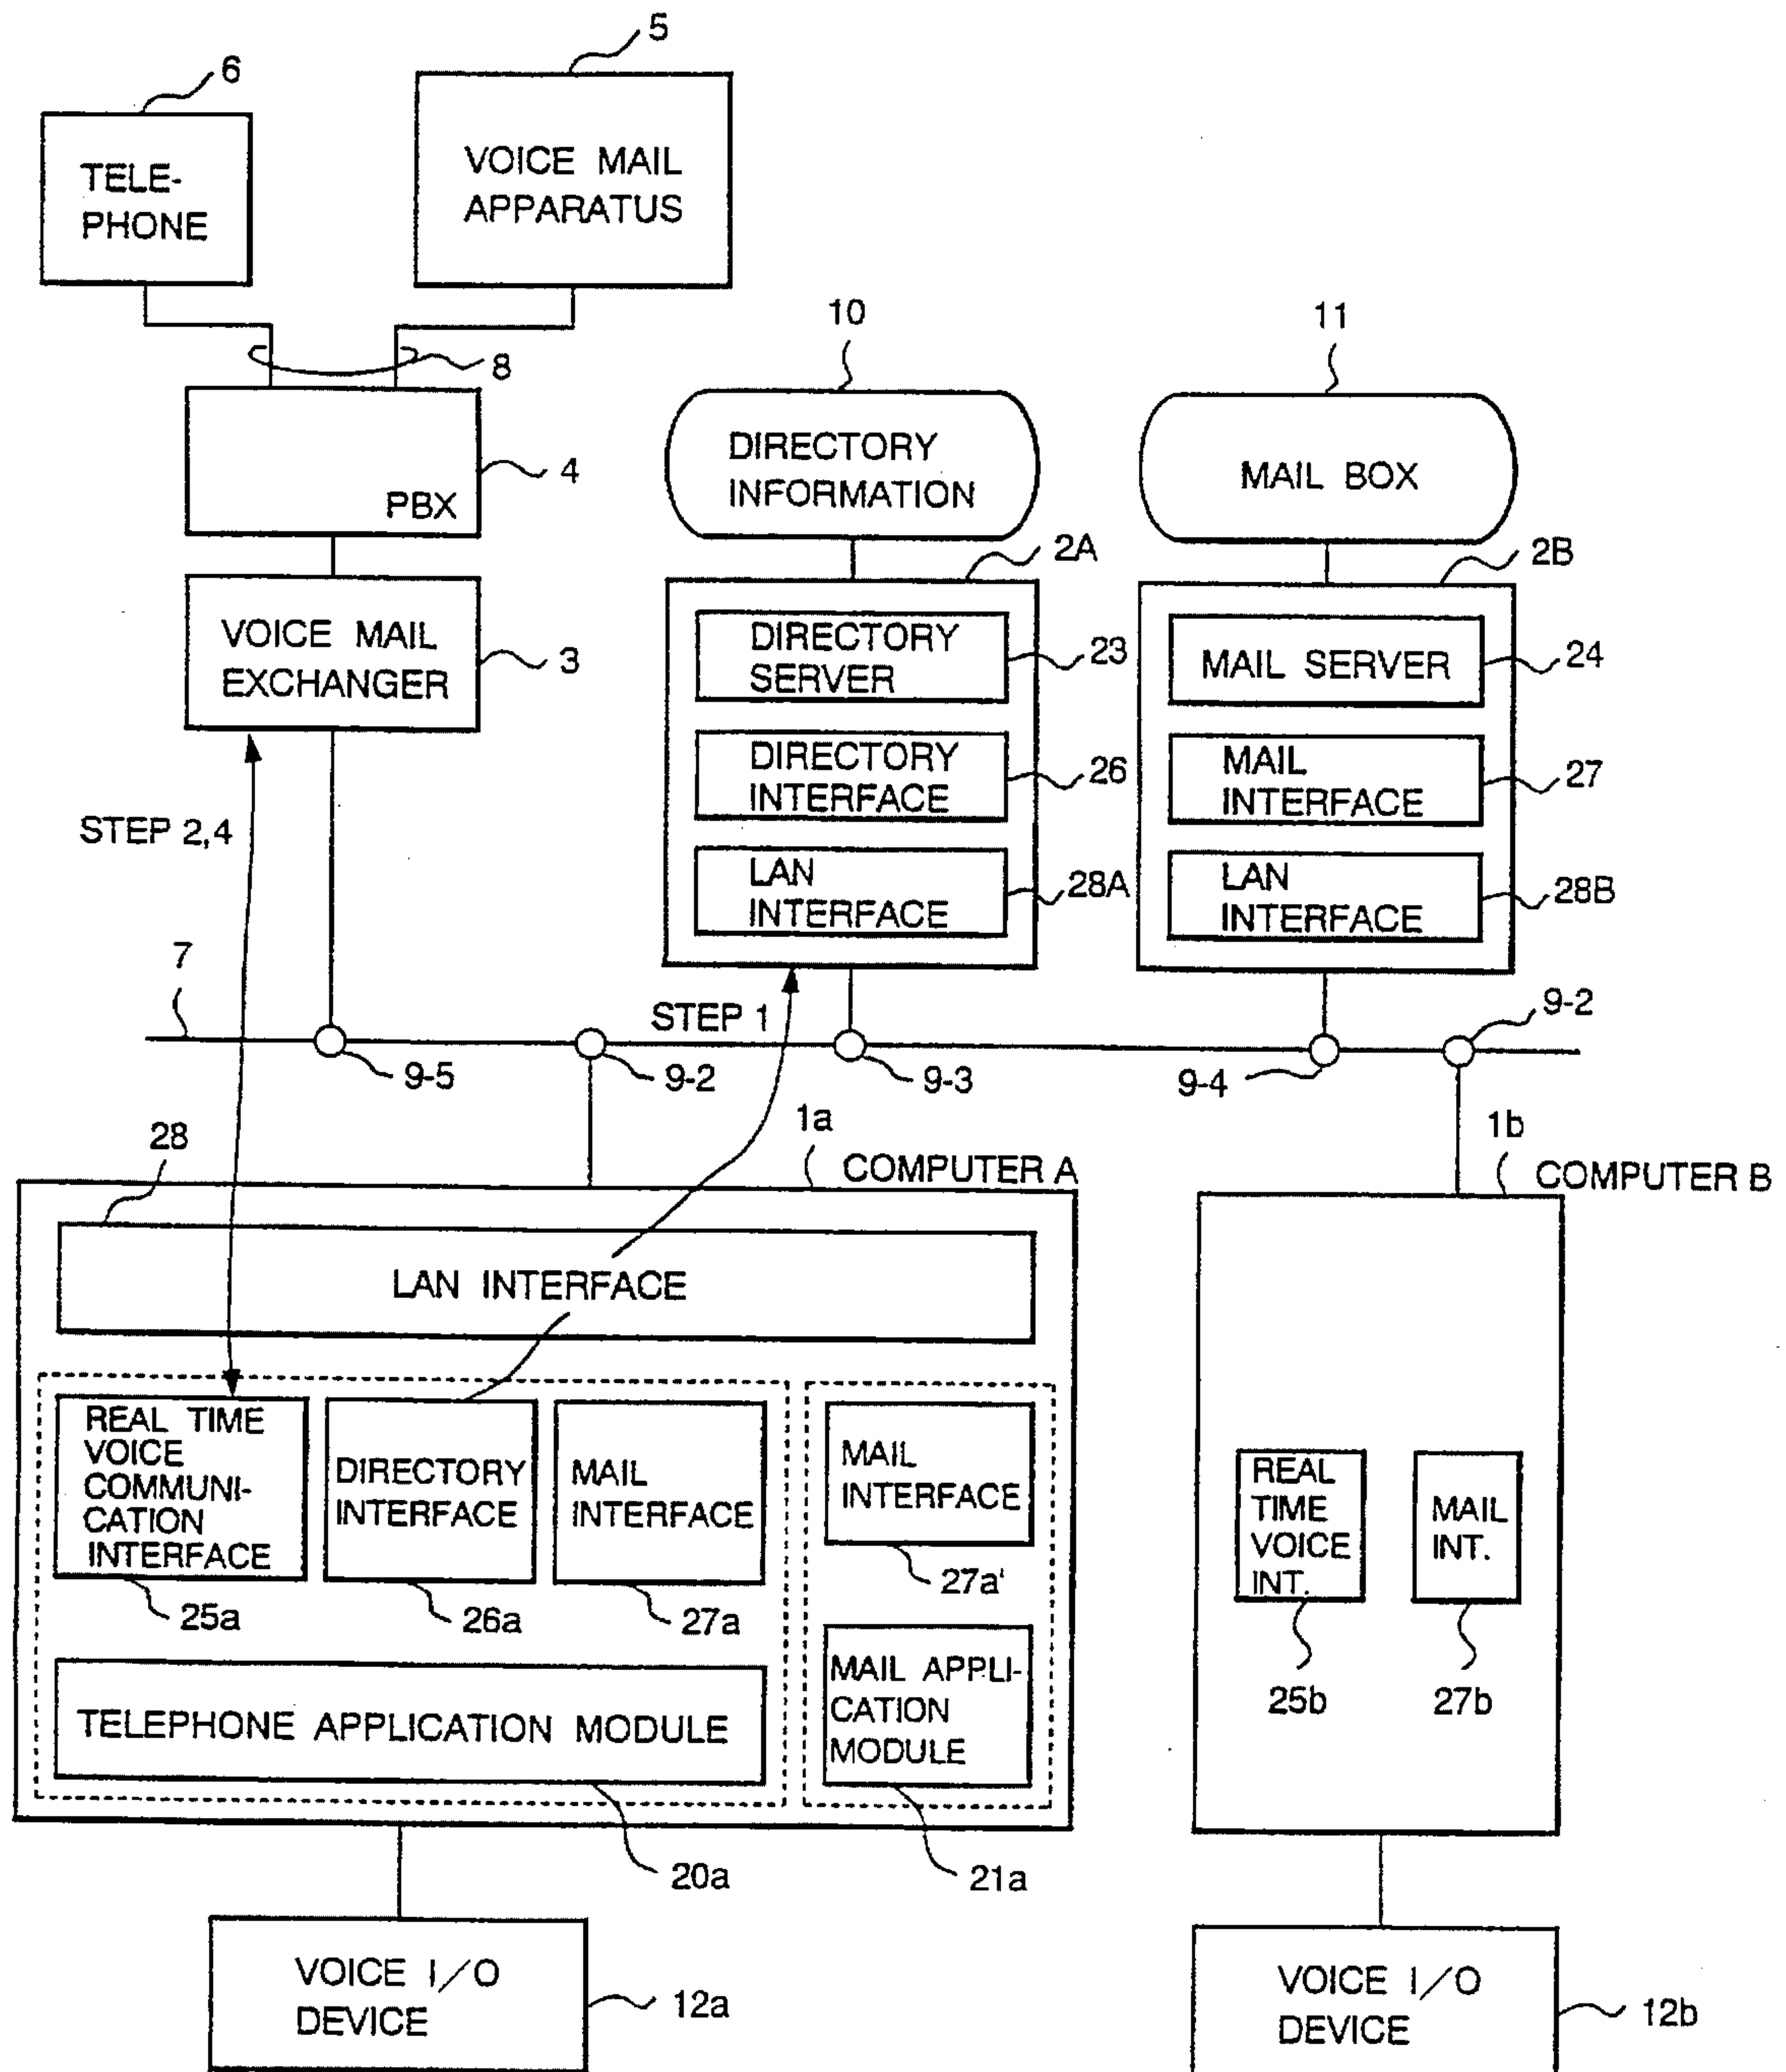 5
6
TELE-
PHONE
VOICE MAIL
APPARATUS
8
10
11
4
PBX
DIRECTORY
INFORMATION
MAIL BOX
2A
2B
VOICE MAIL
EXCHANGER
3
DIRECTORY
SERVER
23
MAIL SERVER
24
DIRECTORY
INTERFACE
26
MAIL
INTERFACE
27
STEP 2,4
LAN
INTERFACE
28A
LAN
INTERFACE
28B
7
STEP 1
9-2
9-5
9-2
9-3
9-4
28
1a
COMPUTER A
1b
COMPUTER B
LAN INTERFACE
REAL TIME
VOICE
COMMUNI-
CATION
INTERFACE
DIRECTORY
INTERFACE
MAIL
INTERFACE
MAIL
INTERFACE
REAL
TIME
VOICE
INT.
MAIL
INT.
25a
26a
27a
27a'
25b
27b
TELEPHONE APPLICATION MODULE
MAIL APPLI-
CATION
MODULE
20a
21a
VOICE I/O
DEVICE
12a
VOICE I/O
DEVICE
12b